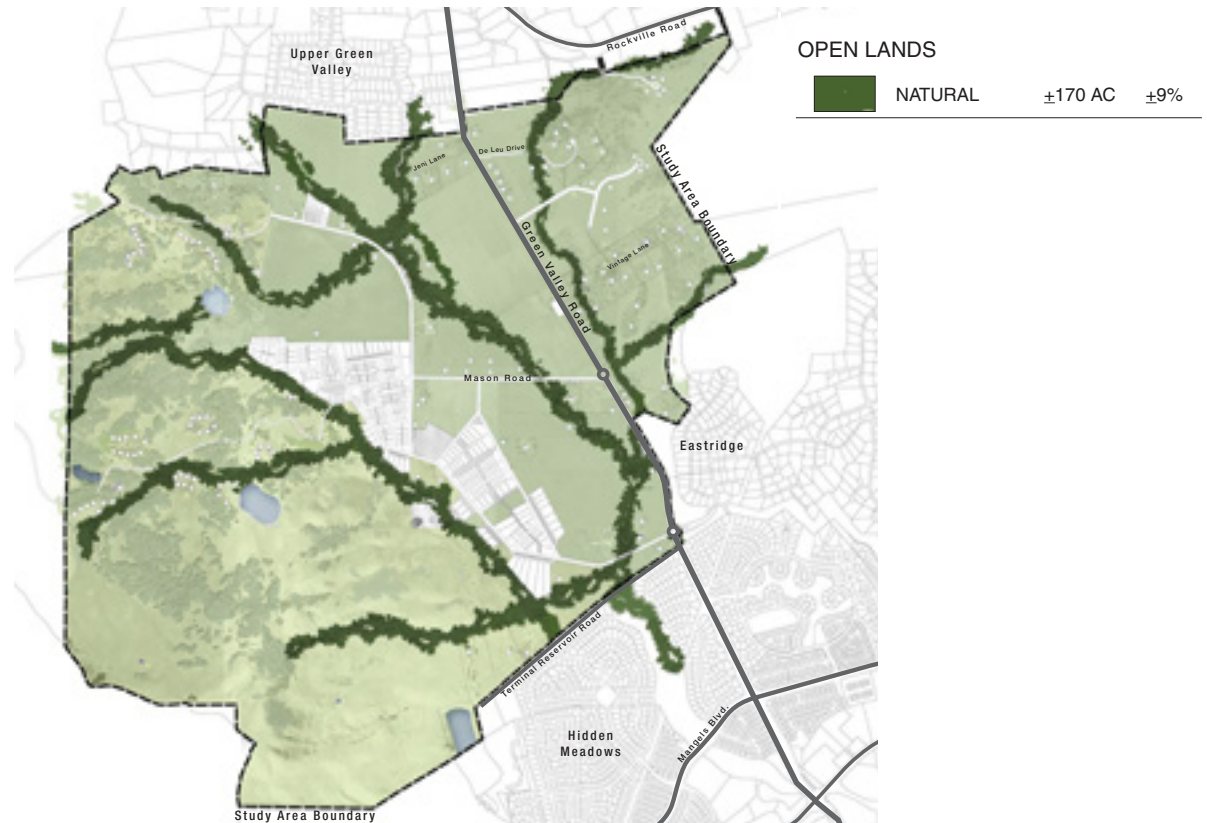 Rockville Road
OPEN LANDS
Upper Green
Valley
NATURAL ±170 AC ±9%
De Leu Drive
Jeni Lane
Study Area Boundary
Green Valley Road
Vintage Lane
Mason Road
Eastridge
Terminal Reservoir Road
Hidden
Meadows
Mangels Blvd.
Study Area Boundary